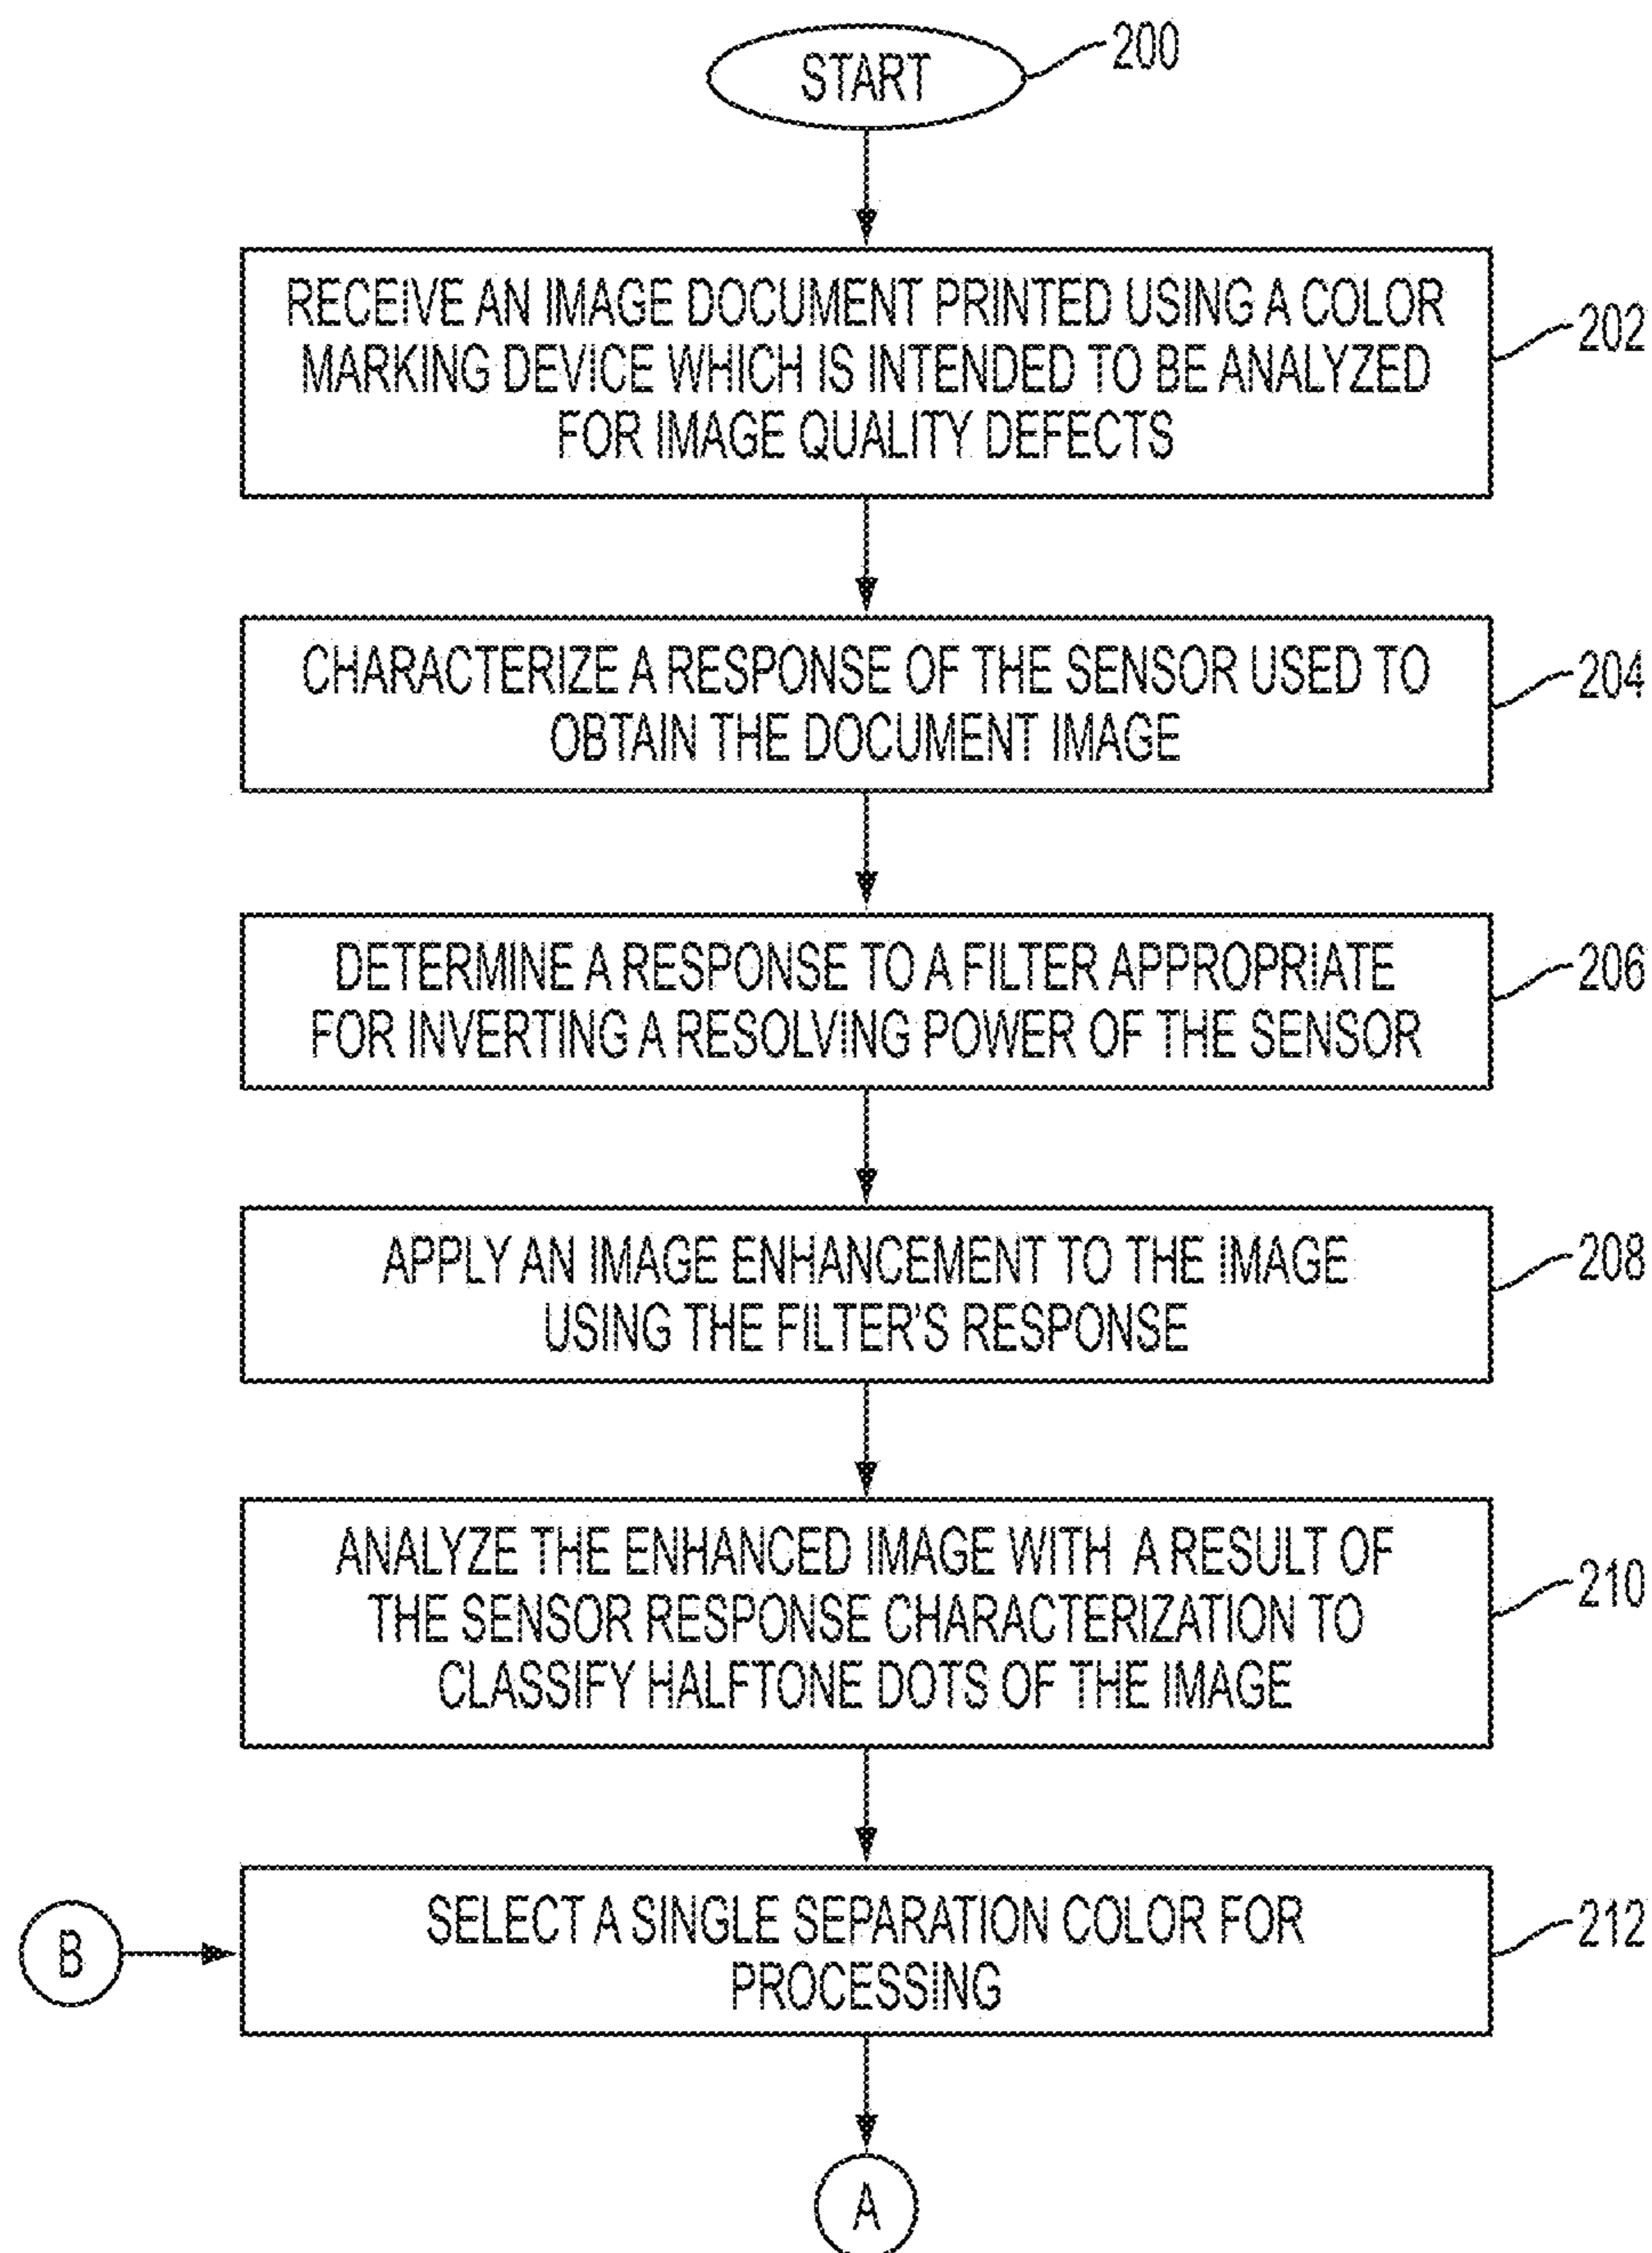 START
200
RECEIVE AN IMAGE DOCUMENT PRINTED USING A COLOR
MARKING DEVICE WHICH IS INTENDED TO BE ANALYZED
FOR IMAGE QUALITY DEFECTS
202
CHARACTERIZE A RESPONSE OF THE SENSOR USED TO
OBTAIN THE DOCUMENT IMAGE
204
DETERMINE A RESPONSE TO A FILTER APPROPRIATE
FOR INVERTING A RESOLVING POWER OF THE SENSOR
206
APPLY AN IMAGE ENHANCEMENT TO THE IMAGE
USING THE FILTER'S RESPONSE
208
ANALYZE THE ENHANCED IMAGE WITH A RESULT OF
THE SENSOR RESPONSE CHARACTERIZATION TO
CLASSIFY HALFTONE DOTS OF THE IMAGE
210
B
SELECT A SINGLE SEPARATION COLOR FOR
PROCESSING
212
A